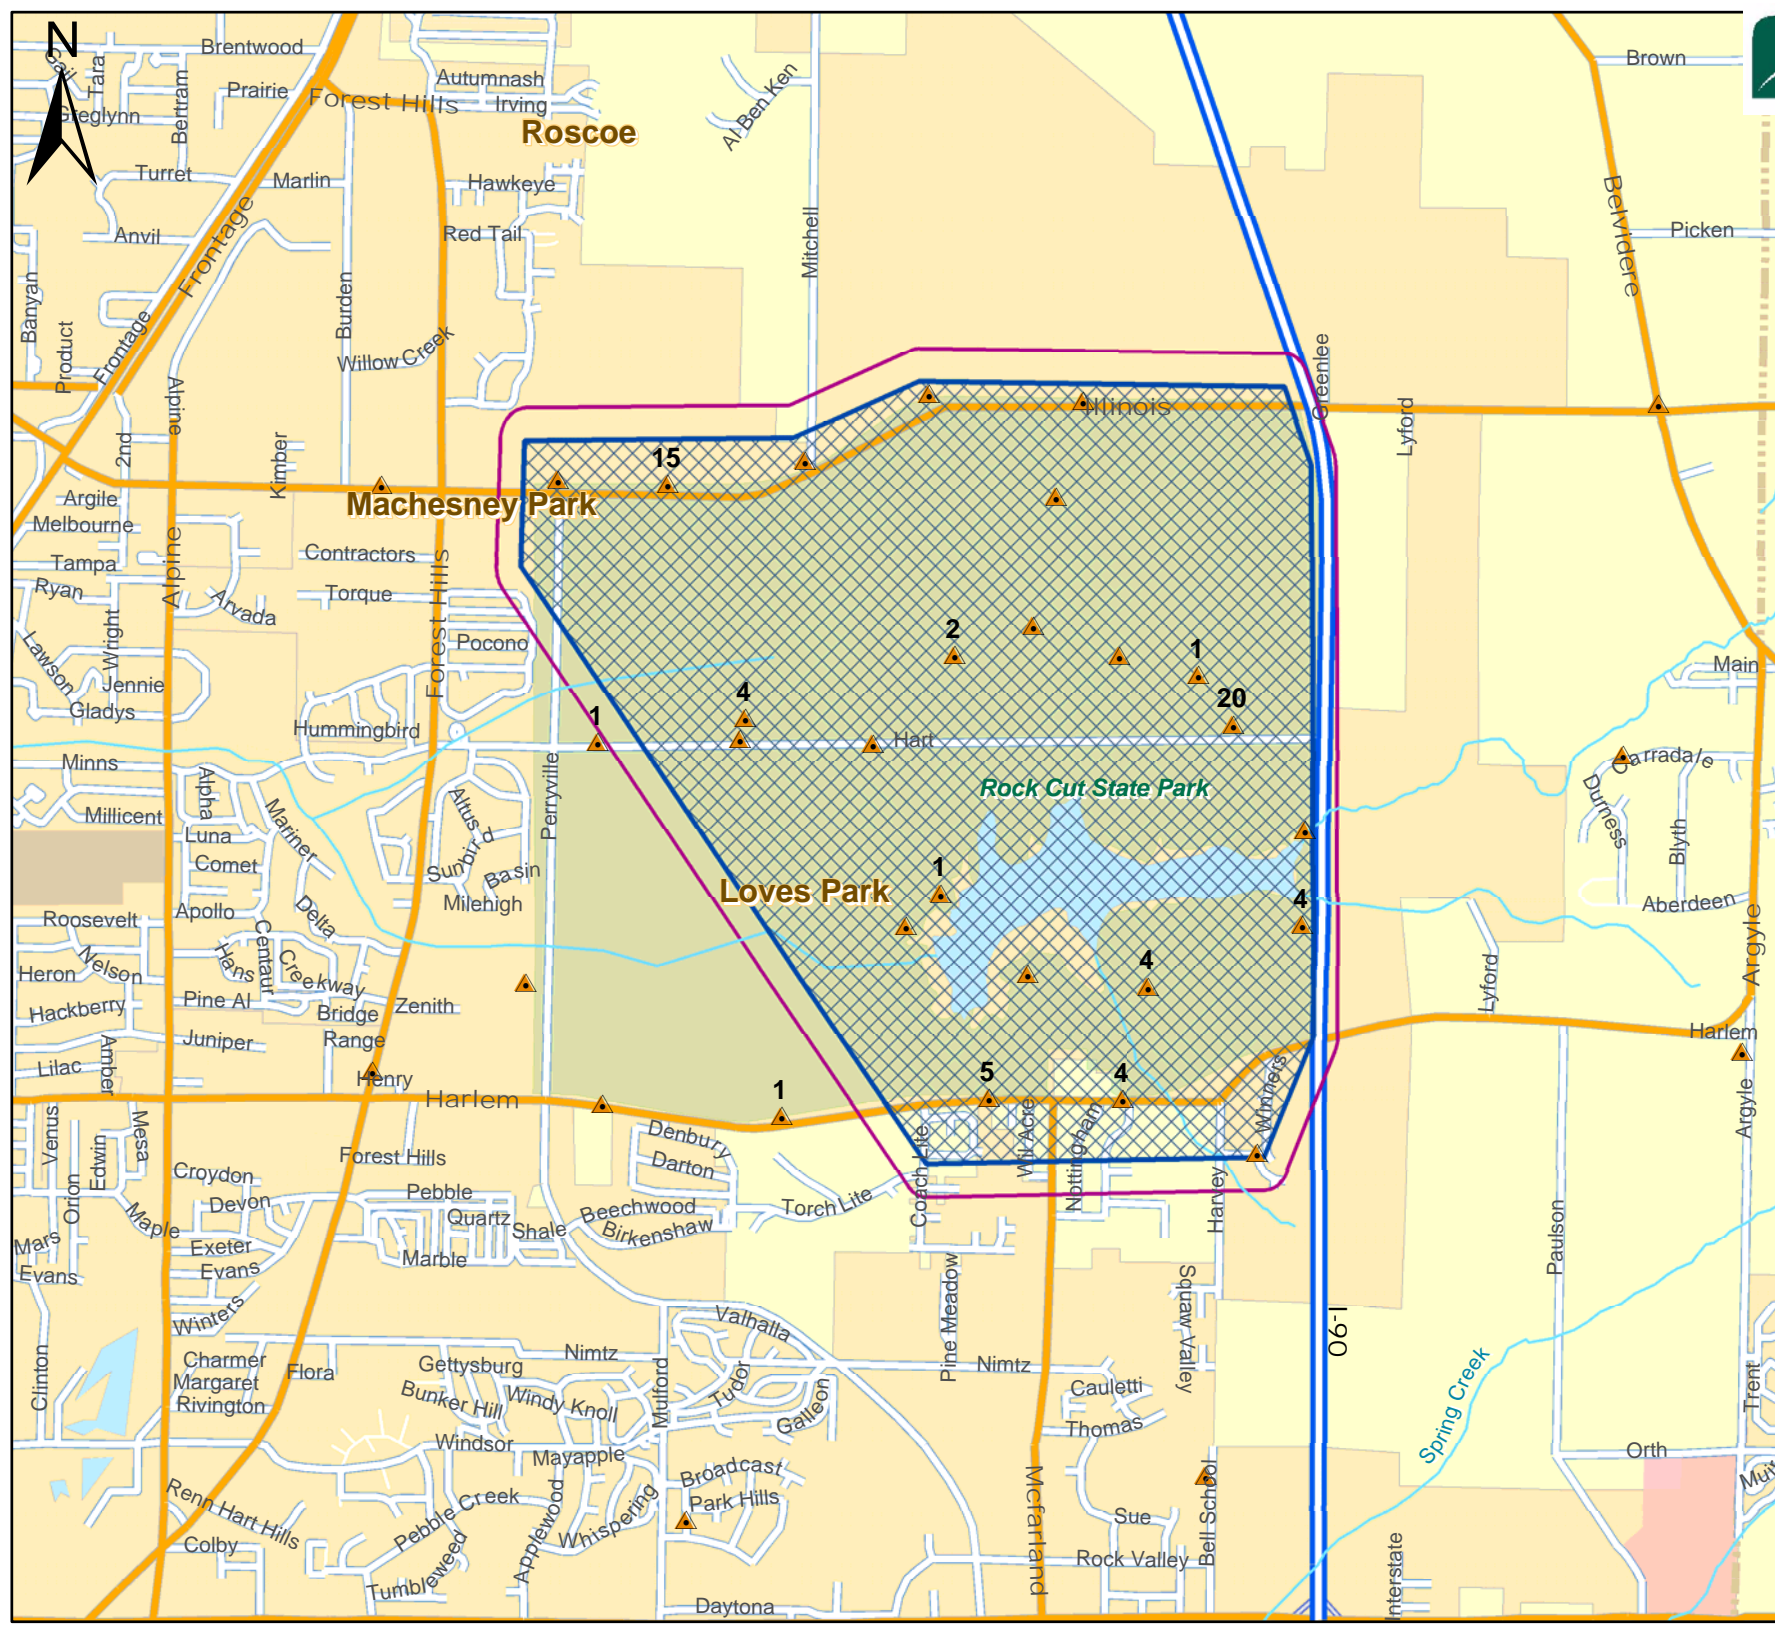 N
Brentwood
Gail
Tara
Bertram
Prairie
Greglynn
Forest Hills
Autumnash
Irving
Roscoe
Al Ben Ken
Brown
Turret
Marlin
Hawkeye
Belvidere
Frontage
Anvil
Red Tail
Mitchell
Picken
Banyan
Product
Frontage
Burden
Willow Creek
Greenlee
Alpine
2nd
Kimber
Illinois
Lyford
15
Argile
Machesney Park
Melbourne
Contractors
Tampa
Alpine
Forest Hills
Ryan
Arvada
Torque
Wright
Lawson
Pocono
2
1
Main
Jennie
Gladys
4
20
Hummingbird
1
Hart
Minns
Perryville
Rock Cut State Park
Carradale
Durness
Alpha
Millicent
Mariner
Altus
Luna
Sunbird
Blyth
Comet
Basin
1
Loves Park
4
Milehigh
Aberdeen
Roosevelt
Apollo
Delta
Centaur
Argyle
Nelson
Hans
Creekway
4
Heron
Lyford
Hackberry
Pine Al
Bridge
Zenith
Juniper
Range
Harlem
Amber
Lilac
Henry
5
4
Winners
Harlem
1
Argyle
Venus
Mesa
Edwin
Denbury
Coach Lite
Wil Acre
Nottingham
Forest Hills
Darton
Croydon
Orion
Devon
Pebble
Torch Lite
Harvey
Maple
Quartz
Shale
Beechwood
Birkenshaw
Mars
Exeter
Marble
Paulson
Evans
Evans
Pine Meadow
Squaw Valley
Winters
Valhalla
I-90
Charmer
Flora
Gettysburg
Nimtz
Nimtz
Spring Creek
Clinton
Margaret
Rivington
Bunker Hill
Windy Knoll
Mulford
Tudor
Galleon
Cauletti
Trent
Thomas
Windsor
Mayapple
Orth
Broadcast
Renn Hart Hills
Pebble Creek
Applewood
Whispering
Park Hills
Mcfarland
Sue
Bell School
Colby
Tumbleweed
Rock Valley
Interstate
Daytona